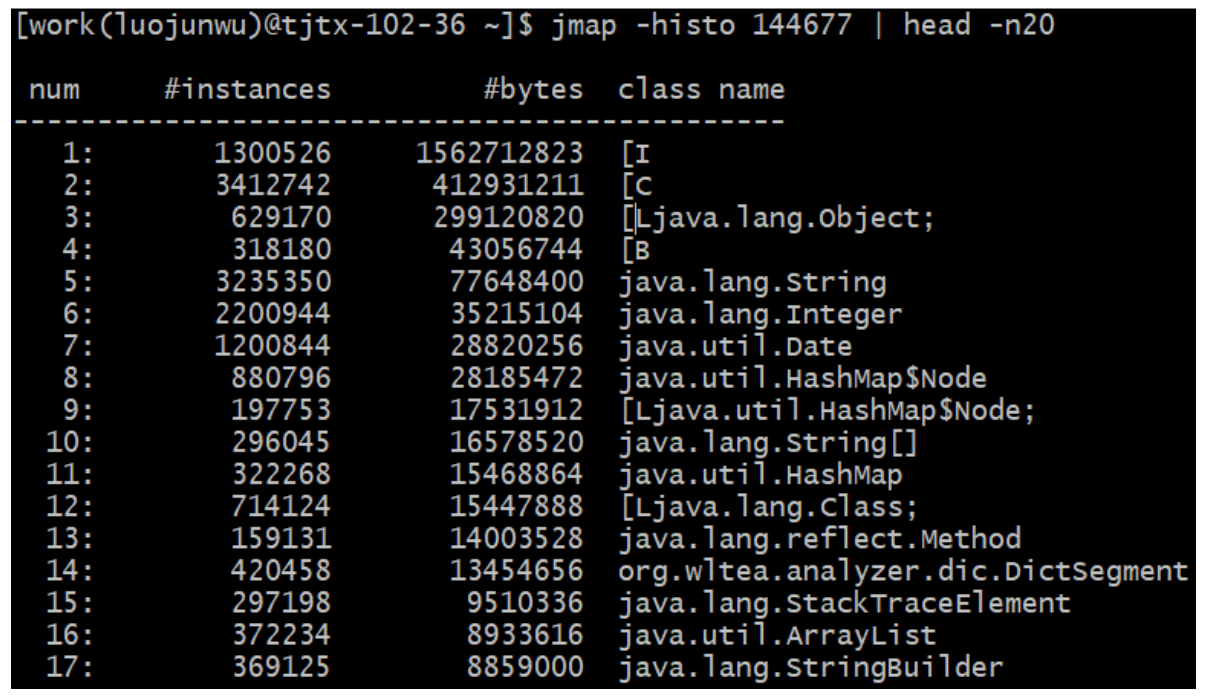 [work(luojunwu)@tjtx-102-36 ~]$ jmap -histo 144677 | head -n20
num #instances #bytes class name
----------------------------------------------
1: 1300526 1562712823 [I
2: 3412742 412931211 [C
3: 629170 299120820 [Ljava.lang.Object;
4: 318180 43056744 [B
5: 3235350 77648400 java.lang.String
6: 2200944 35215104 java.lang.Integer
7: 1200844 28820256 java.util.Date
8: 880796 28185472 java.util.HashMap$Node
9: 197753 17531912 [Ljava.util.HashMap$Node;
10: 296045 16578520 java.lang.String[]
11: 322268 15468864 java.util.HashMap
12: 714124 15447888 [Ljava.lang.Class;
13: 159131 14003528 java.lang.reflect.Method
14: 420458 13454656 org.wltea.analyzer.dic.DictSegment
15: 297198 9510336 java.lang.StackTraceElement
16: 372234 8933616 java.util.ArrayList
17: 369125 8859000 java.lang.StringBuilder